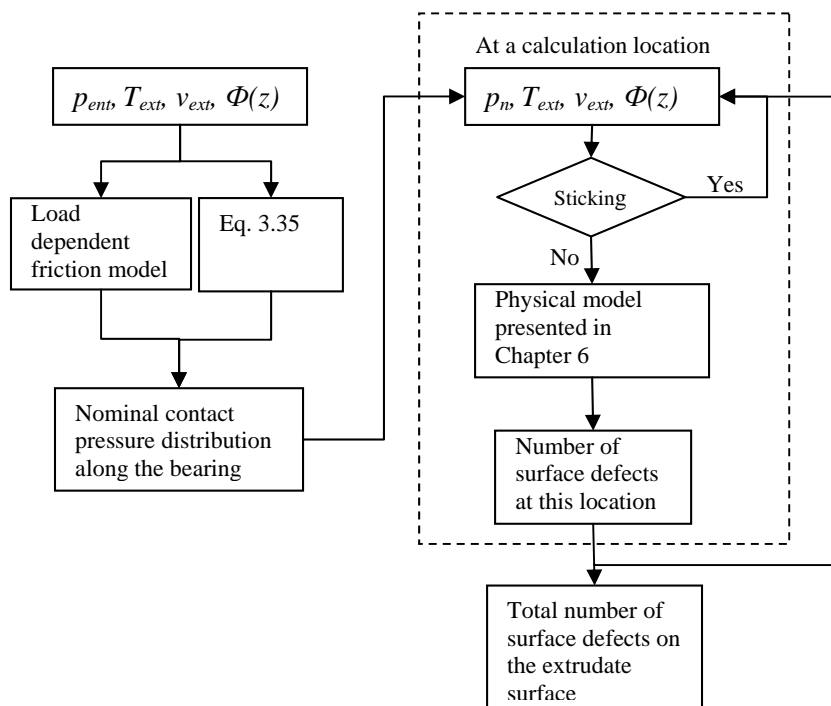 At a calculation location
p_ent, T_ext, v_ext, Φ(z)
p_n, T_ext, v_ext, Φ(z)
Load
dependent
friction model
Eq. 3.35
Sticking
Yes
No
Physical model
presented in
Chapter 6
Nominal contact
pressure distribution
along the bearing
Number of
surface defects
at this location
Total number of
surface defects on
the extrudate
surface